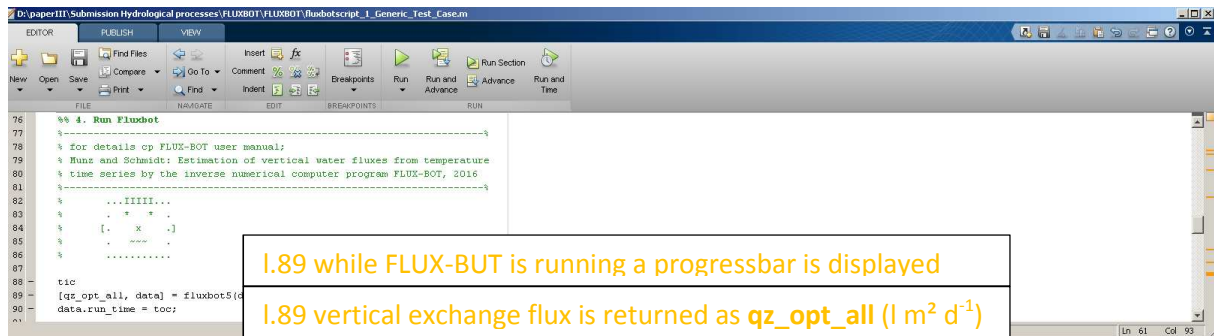 D:\paperIII\Submission Hydrological processes\FLUXBOT\FLUXBOT\fluxbotscript_1_Generic_Test_Case.m
EDITOR PUBLISH VIEW
New Open Save Find Files Compare Print
Go To Find
Insert fx
Comment
Indent
Breakpoints
Run Run and Advance Run Section Advance Run and Time
FILE NAVIGATE EDIT BREAKPOINTS RUN
76 %% 4. Run Fluxbot
77 %----------------------------------------------------------------------%
78 % for details cp FLUX-BOT user manual;
79 % Munz and Schmidt: Estimation of vertical water fluxes from temperature
80 % time series by the inverse numerical computer program FLUX-BOT, 2016
81 %----------------------------------------------------------------------%
82 % ...IIIII...
83 % . * * .
84 % [. x .]
85 % . ~~~ .
86 % ...........
87
88 - tic
89 - [qz_opt_all, data] = fluxbot5(d
90 - data.run_time = toc;
l.89 while FLUX-BUT is running a progressbar is displayed
l.89 vertical exchange flux is returned as qz_opt_all (l m² d⁻¹)
Ln 61 Col 93